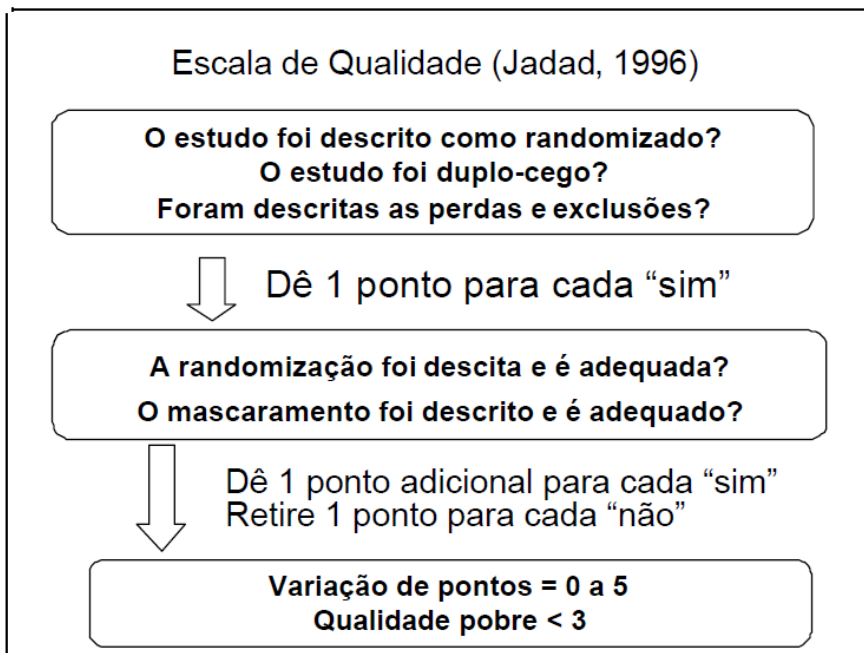 Escala de Qualidade (Jadad, 1996)
O estudo foi descrito como randomizado?
O estudo foi duplo-cego?
Foram descritas as perdas e exclusões?
Dê 1 ponto para cada “sim”
A randomização foi descita e é adequada?
O mascaramento foi descrito e é adequado?
Dê 1 ponto adicional para cada “sim”
Retire 1 ponto para cada “não”
Variação de pontos = 0 a 5
Qualidade pobre < 3